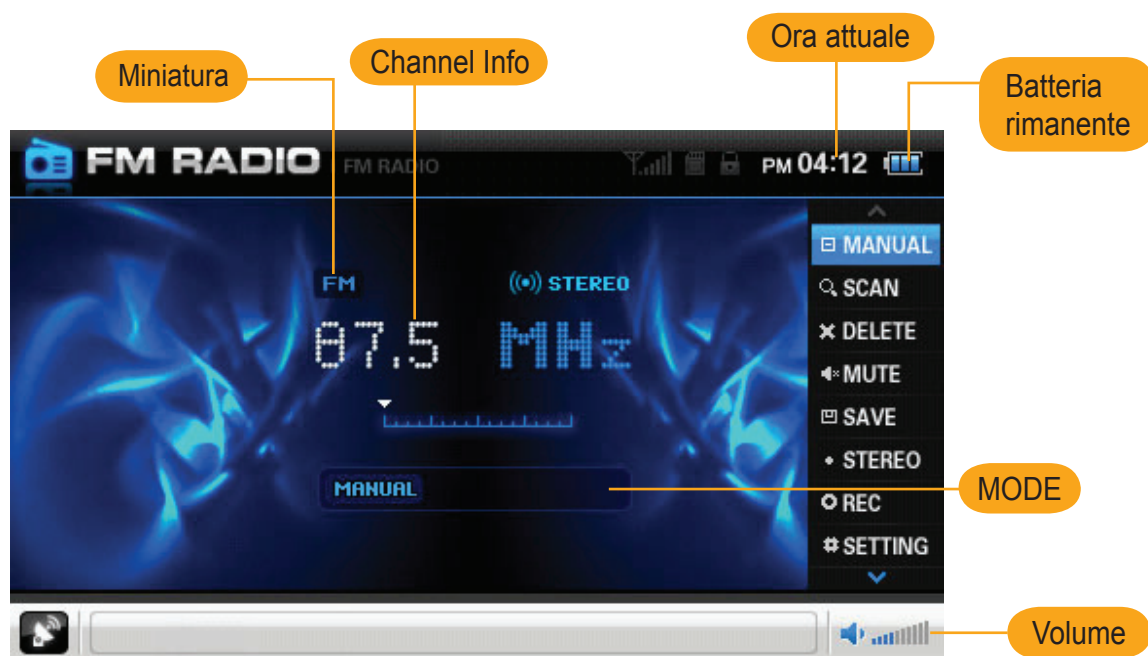 Ora attuale
Channel Info
Miniatura
Batteria
rimanente
FM RADIO FM RADIO PM 04:12
MANUAL
FM ((•)) STEREO
SCAN
87.5 MHz
DELETE
MUTE
SAVE
STEREO
MANUAL
MODE
REC
SETTING
Volume